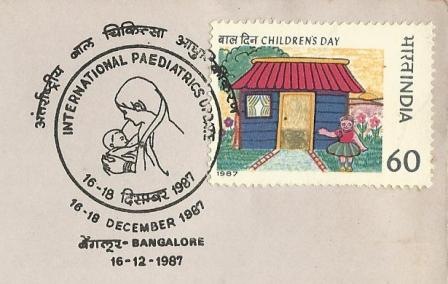 अंतर्राष्ट्रीय बाल चिकित्सा
INTERNATIONAL PAEDIATRICS UPDATE
16-18 दिसम्बर 1987
16-18 DECEMBER 1987
बेंगलूर - BANGALORE
16-12-1987
बाल दिन CHILDREN'S DAY
भारत INDIA
60
1987